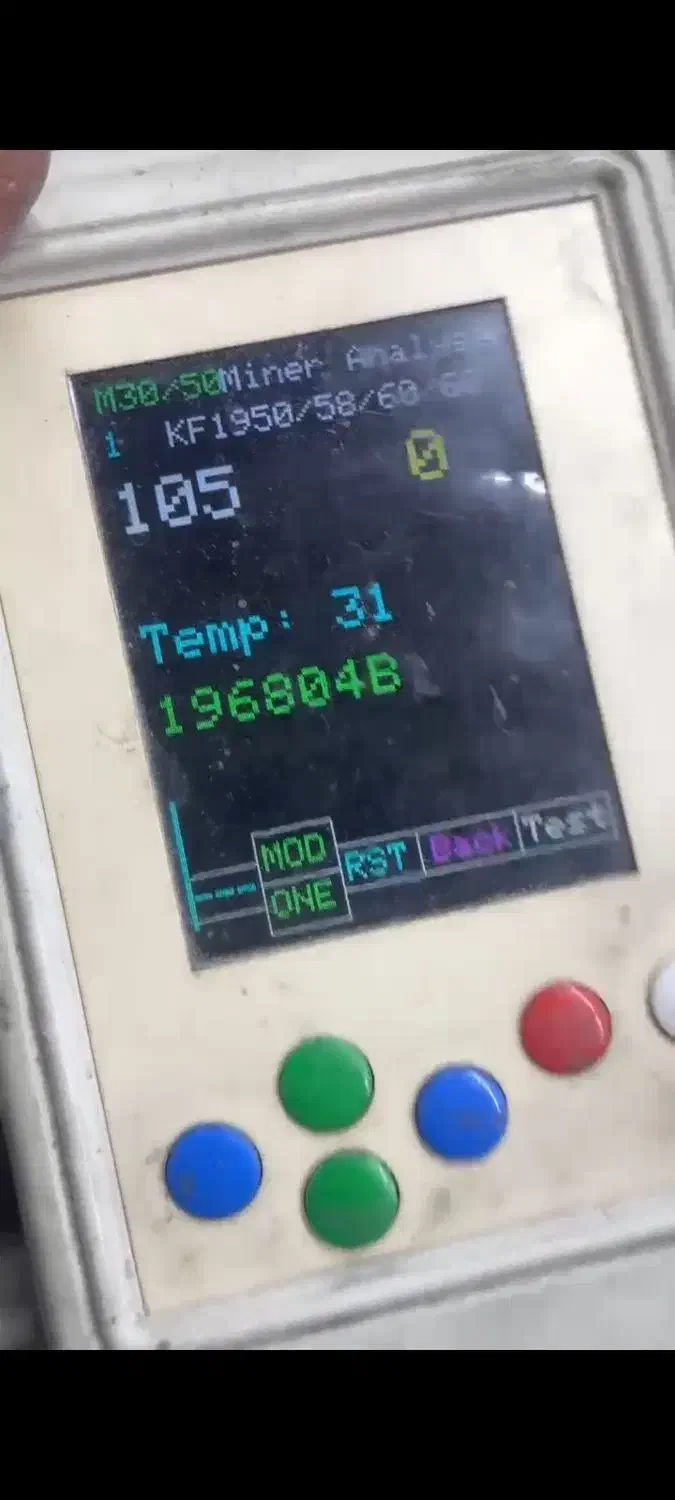 M30/50Miner
1 KF1950/58/60
105 0
Temp: 31
196804B
MOD RST Back Test
--- ONE